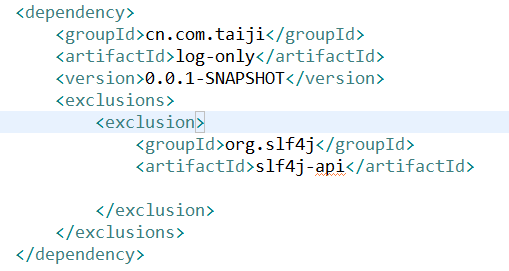 <dependency>
<groupId>cn.com.taiji</groupId>
<artifactId>log-only</artifactId>
<version>0.0.1-SNAPSHOT</version>
<exclusions>
<exclusion>
<groupId>org.slf4j</groupId>
<artifactId>slf4j-api</artifactId>
</exclusion>
</exclusions>
</dependency>